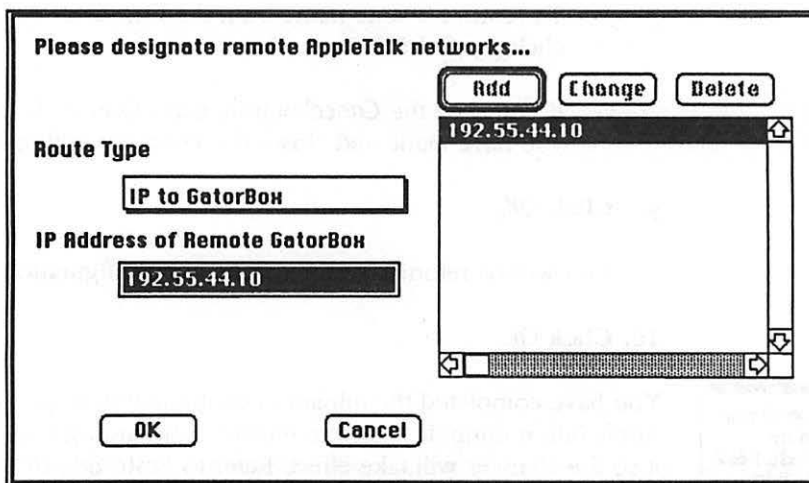 Please designate remote AppleTalk networks...
Add
Change
Delete
192.55.44.10
Route Type
IP to GatorBox
IP Address of Remote GatorBox
192.55.44.10
OK
Cancel